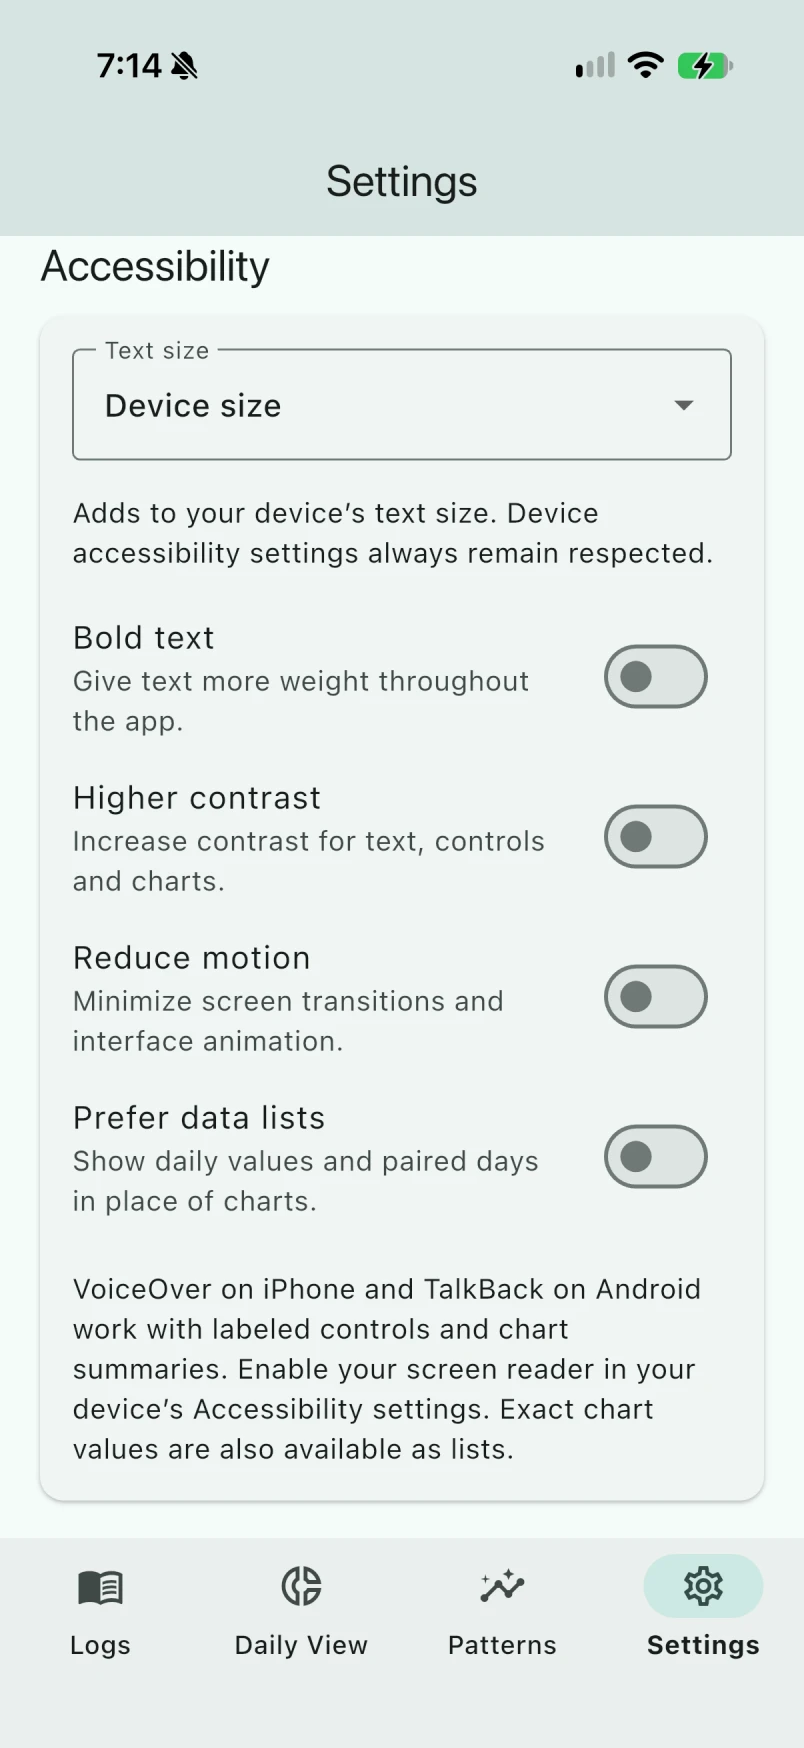 7:14
Settings
Accessibility
Text size
Device size
Adds to your device’s text size. Device
accessibility settings always remain respected.
Bold text
Give text more weight throughout
the app.
Higher contrast
Increase contrast for text, controls
and charts.
Reduce motion
Minimize screen transitions and
interface animation.
Prefer data lists
Show daily values and paired days
in place of charts.
VoiceOver on iPhone and TalkBack on Android
work with labeled controls and chart
summaries. Enable your screen reader in your
device’s Accessibility settings. Exact chart
values are also available as lists.
Logs
Daily View
Patterns
Settings